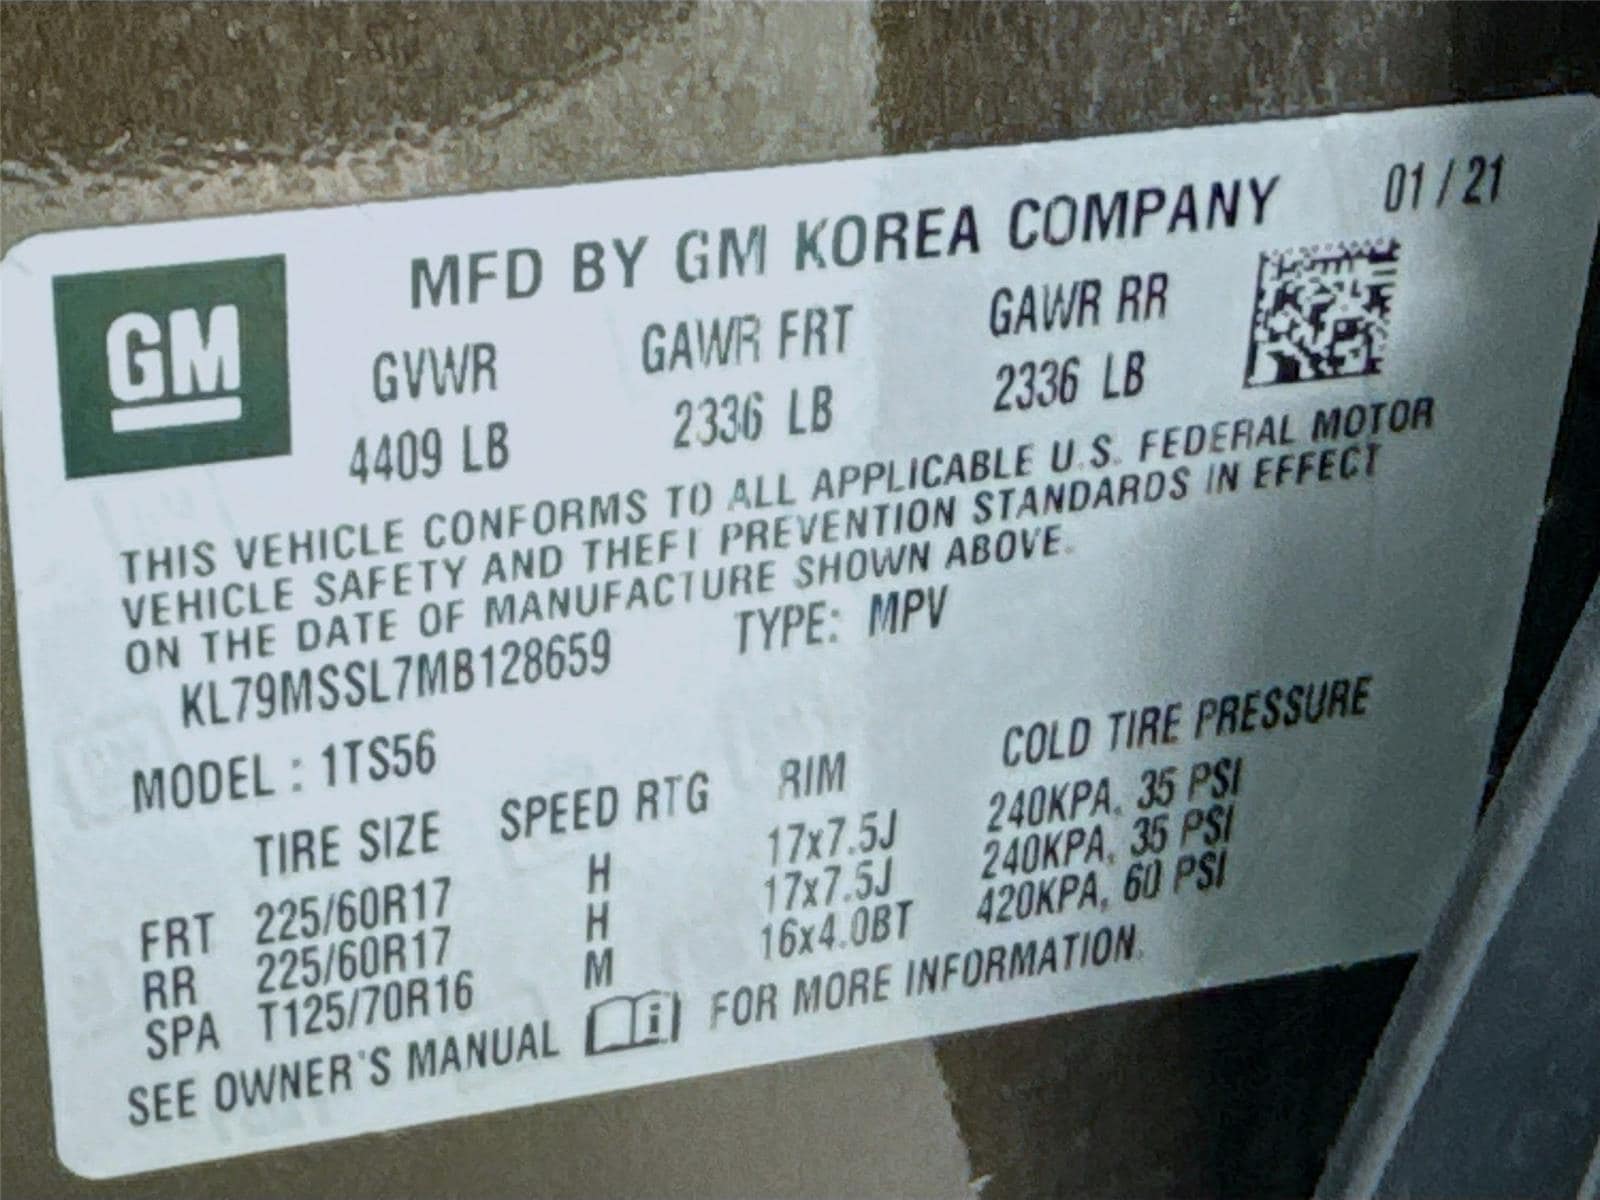 MFD BY GM KOREA COMPANY 01 / 21
GM
GVWR GAWR FRT GAWR RR
4409 LB 2336 LB 2336 LB
THIS VEHICLE CONFORMS TO ALL APPLICABLE U.S. FEDERAL MOTOR
VEHICLE SAFETY AND THEFT PREVENTION STANDARDS IN EFFECT
ON THE DATE OF MANUFACTURE SHOWN ABOVE.
KL79MSSL7MB128659 TYPE: MPV
MODEL : 1TS56
TIRE SIZE SPEED RTG RIM COLD TIRE PRESSURE
FRT 225/60R17 H 17x7.5J 240KPA, 35 PSI
RR 225/60R17 H 17x7.5J 240KPA, 35 PSI
SPA T125/70R16 M 16x4.0BT 420KPA, 60 PSI
SEE OWNER'S MANUAL i FOR MORE INFORMATION.